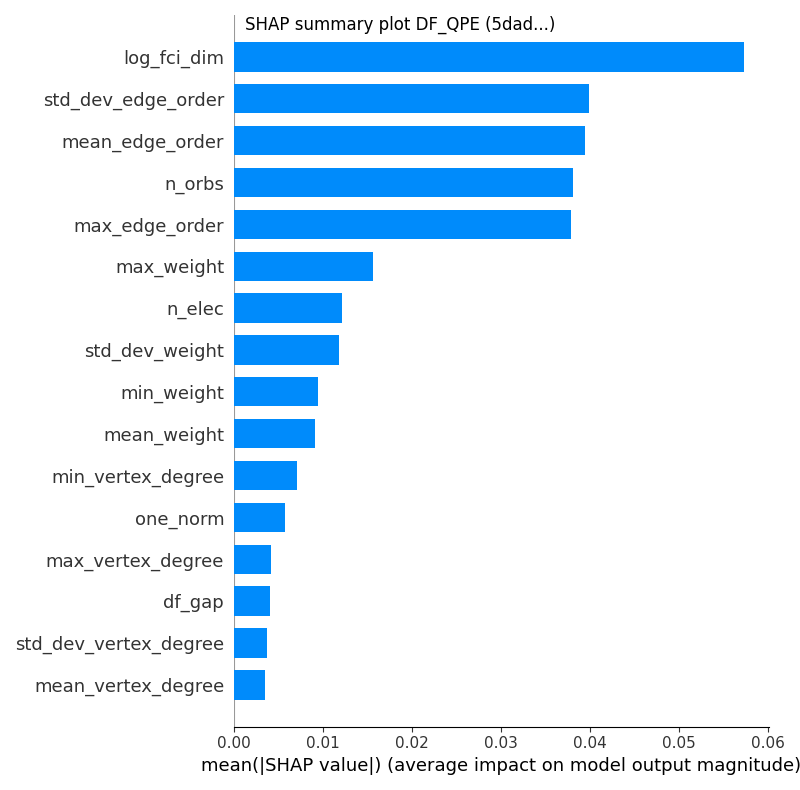 SHAP summary plot DF_QPE (5dad...)
log_fci_dim
std_dev_edge_order
mean_edge_order
n_orbs
max_edge_order
max_weight
n_elec
std_dev_weight
min_weight
mean_weight
min_vertex_degree
one_norm
max_vertex_degree
df_gap
std_dev_vertex_degree
mean_vertex_degree
0.00 0.01 0.02 0.03 0.04 0.05 0.06
mean(|SHAP value|) (average impact on model output magnitude)